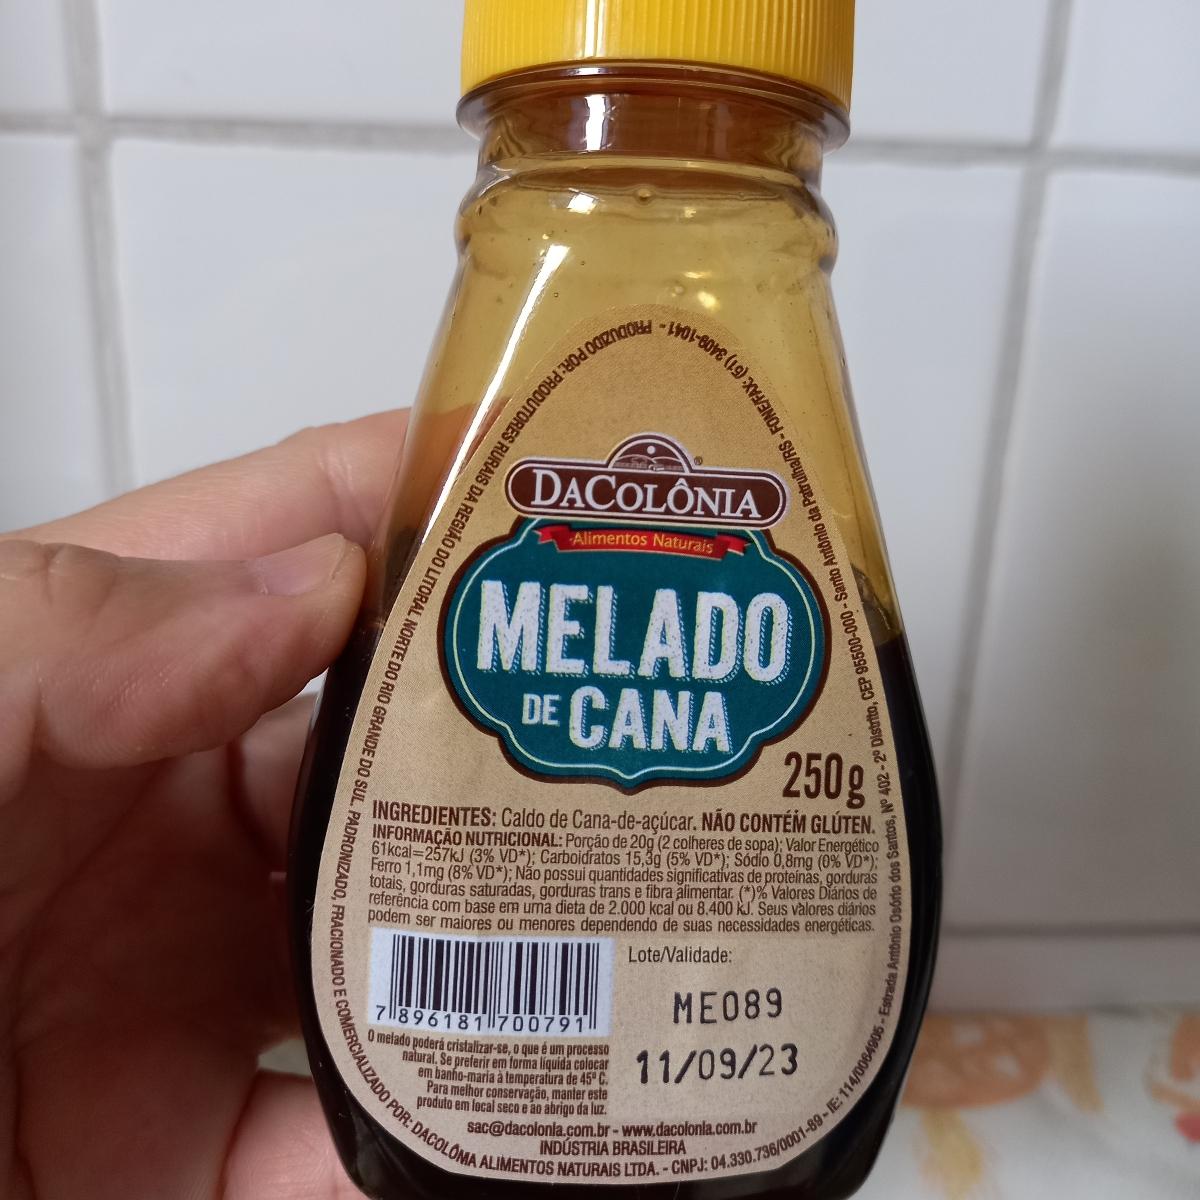 DACOLÔNIA
®
Alimentos Naturais
MELADO
DE CANA
250g
INGREDIENTES: Caldo de Cana-de-açúcar. NÃO CONTÉM GLÚTEN.
INFORMAÇÃO NUTRICIONAL: Porção de 20g (2 colheres de sopa); Valor Energético
61kcal=257kJ (3% VD*); Carboidratos 15,3g (5% VD*); Sódio 0,8mg (0% VD*);
Ferro 1,1mg (8% VD*); Não possui quantidades significativas de proteínas, gorduras
totais, gorduras saturadas, gorduras trans e fibra alimentar. (*)% Valores Diários de
referência com base em uma dieta de 2.000 kcal ou 8.400 kJ. Seus valores diários
podem ser maiores ou menores dependendo de suas necessidades energéticas.
7 896181 700791
Lote/Validade:
ME089
11/09/23
O melado poderá cristalizar-se, o que é um processo
natural. Se preferir em forma líquida colocar
em banho-maria à temperatura de 45º C.
Para melhor conservação, manter este
produto em local seco e ao abrigo da luz.
sac@dacolonia.com.br - www.dacolonia.com.br
INDÚSTRIA BRASILEIRA
PRODUZIDO POR: PRODUTORES RURAIS DA REGIÃO DO LITORAL NORTE DO RIO GRANDE DO SUL. PADRONIZADO, FRACIONADO E COMERCIALIZADO POR: DACOLÔMA ALIMENTOS NATURAIS LTDA. - CNPJ: 04.330.736/0001-89 - IE: 114/0064905 - Estrada Antônio Osório dos Santos, Nº 402 - 2º Distrito, CEP 95500-000 - Santo Antônio da Patrulha/RS - FONE/FAX: (51) 3409-1041 -